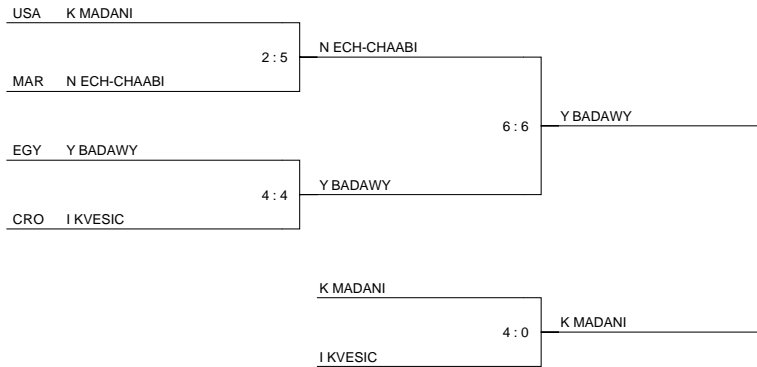 USA K MADANI
2 : 5
N ECH-CHAABI
MAR N ECH-CHAABI
6 : 6
Y BADAWY
EGY Y BADAWY
4 : 4
Y BADAWY
CRO I KVESIC
K MADANI
4 : 0
K MADANI
I KVESIC